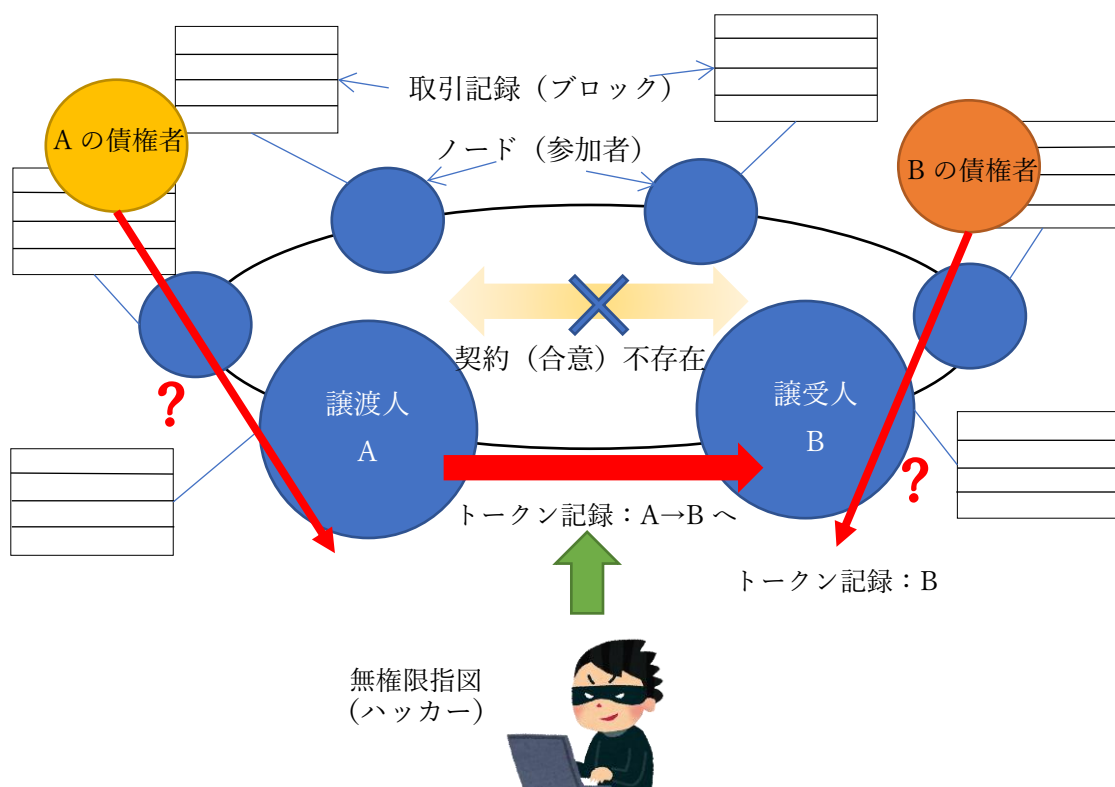 取引記録(ブロック)
A の債権者
ノード(参加者)
B の債権者
契約(合意)不存在
?
譲渡人
A
譲受人
B
?
トークン記録:A→B へ
トークン記録:B
無権限指図
(ハッカー)